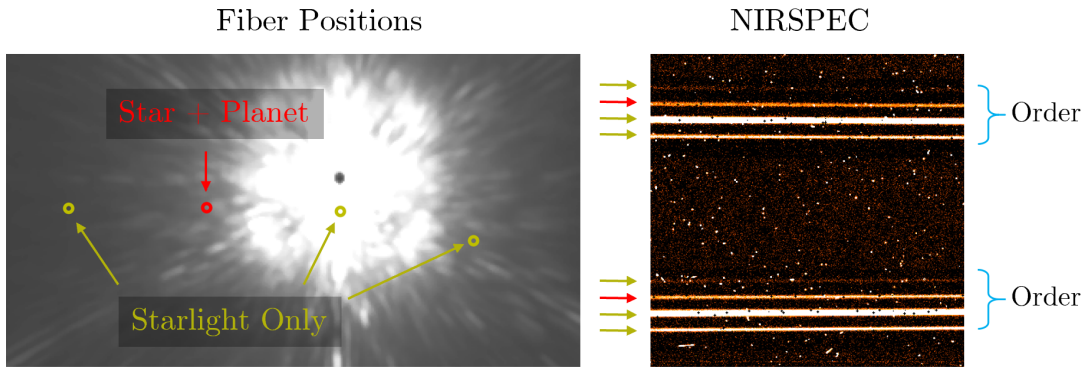 Fiber Positions
NIRSPEC
Star + Planet
Starlight Only
Order
Order